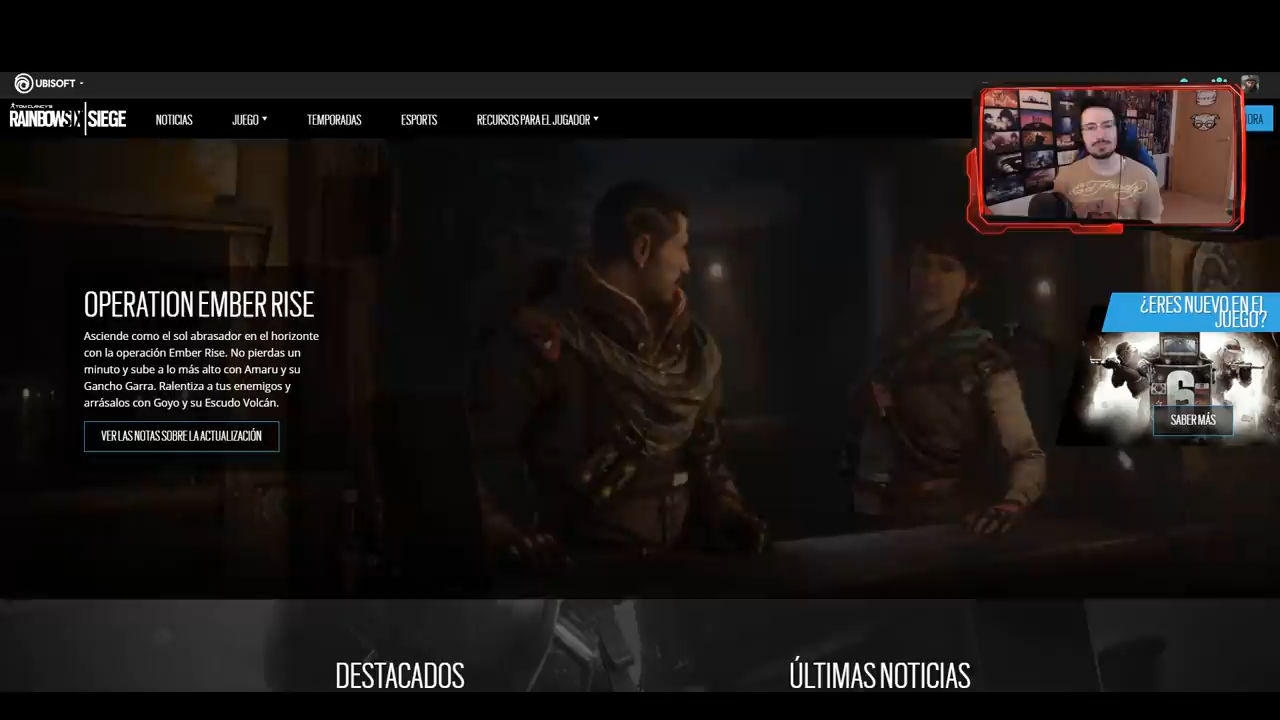 UBISOFT
TOM CLANCY'S
RAINBOW SIX | SIEGE
NOTICIAS
JUEGO
TEMPORADAS
ESPORTS
RECURSOS PARA EL JUGADOR
OPERATION EMBER RISE
Asciende como el sol abrasador en el horizonte
con la operación Ember Rise. No pierdas un
minuto y sube a lo más alto con Amaru y su
Gancho Garra. Ralentiza a tus enemigos y
arrásalos con Goyo y su Escudo Volcán.
VER LAS NOTAS SOBRE LA ACTUALIZACIÓN
¿ERES NUEVO EN EL
JUEGO?
6
SABER MÁS
DESTACADOS
ÚLTIMAS NOTICIAS